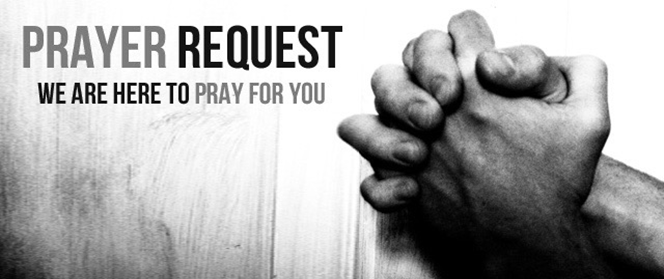 PRAYER REQUEST
WE ARE HERE TO PRAY FOR YOU